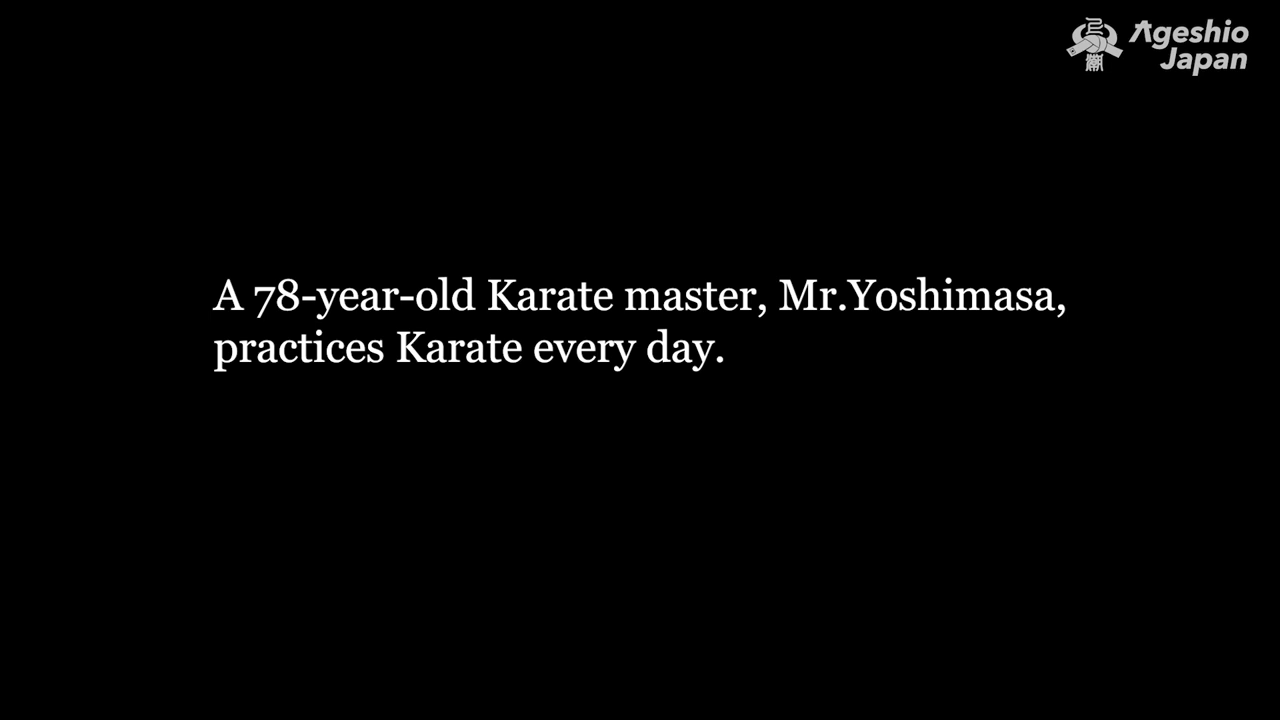 Ageshio
Japan
A 78-year-old Karate master, Mr.Yoshimasa,
practices Karate every day.